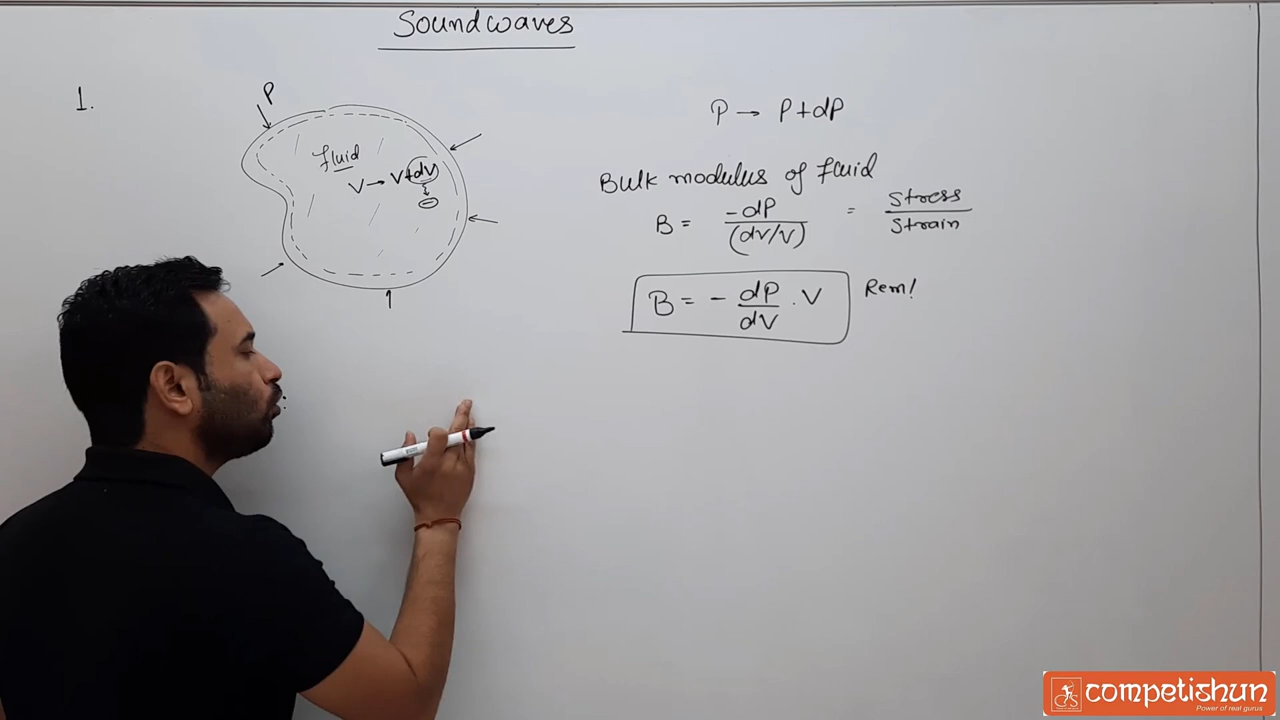 Soundwaves
1.
P
fluid
V → V+dV
⊖
P → P+dP
Bulk modulus of fluid
B = -dP / (dV/V) = Stress / Strain
B = - dP/dV . V Rem!
competishun
Power of real gurus